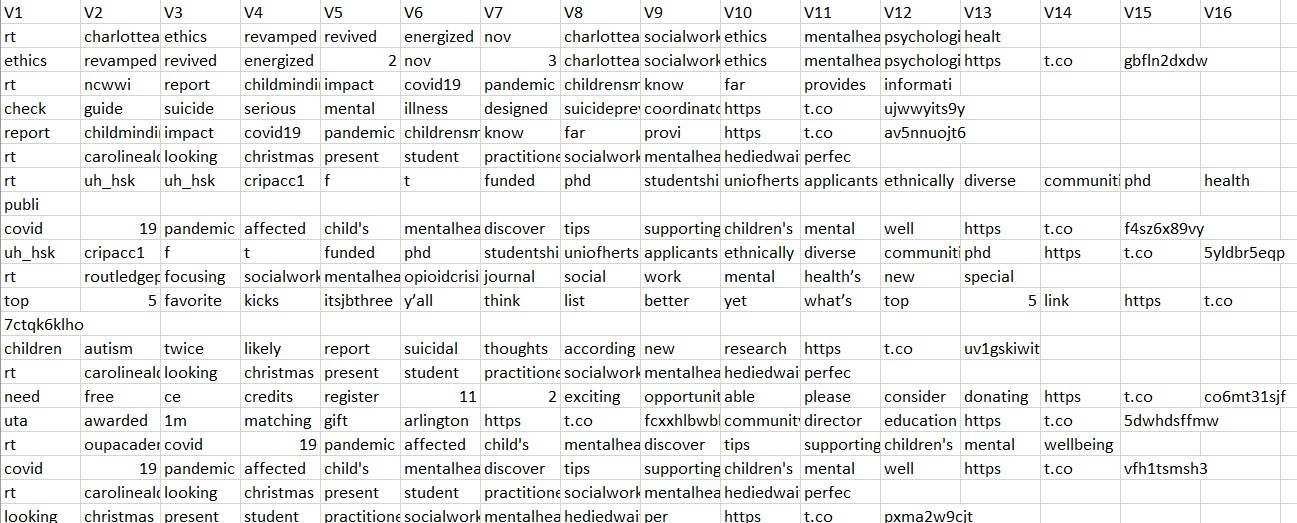 V1 V2 V3 V4 V5 V6 V7 V8 V9 V10 V11 V12 V13 V14 V15 V16
rt charlottea ethics revamped revived energized nov charlottea socialwork ethics mentalhea psychologi healt
ethics revamped revived energized 2 nov 3 charlottea socialwork ethics mentalhea psychologi https t.co gbfln2dxdw
rt ncwwi report childmindi impact covid19 pandemic childrensm know far provides informati
check guide suicide serious mental illness designed suicideprev coordinato https t.co ujwwyits9y
report childmindi impact covid19 pandemic childrensm know far provi https t.co av5nnuojt6
rt carolineald looking christmas present student practitione socialwork mentalhea hediedwait perfec
rt uh_hsk uh_hsk cripacc1 f t funded phd studentshi uniofherts applicants ethnically diverse communiti phd health
publi
covid 19 pandemic affected child's mentalhea discover tips supporting children's mental well https t.co f4sz6x89vy
uh_hsk cripacc1 f t funded phd studentshi uniofherts applicants ethnically diverse communiti phd https t.co 5yldbr5eqp
rt routledgep focusing socialwork mentalhea opioidcrisi journal social work mental health’s new special
top 5 favorite kicks itsjbthree y’all think list better yet what’s top 5 link https t.co
7ctqk6klho
children autism twice likely report suicidal thoughts according new research https t.co uv1gskiwit
rt carolineald looking christmas present student practitione socialwork mentalhea hediedwait perfec
need free ce credits register 11 2 exciting opportunit able please consider donating https t.co co6mt31sjf
uta awarded 1m matching gift arlington https t.co fcxxhlbwbl community director education https t.co 5dwhdsffmw
rt oupacaden covid 19 pandemic affected child's mentalhea discover tips supporting children's mental wellbeing
covid 19 pandemic affected child's mentalhea discover tips supporting children's mental well https t.co vfh1tsmsh3
rt carolineald looking christmas present student practitione socialwork mentalhea hediedwait perfec
looking christmas present student practitione socialwork mentalhea hediedwait per https t.co pxma2w9cjt